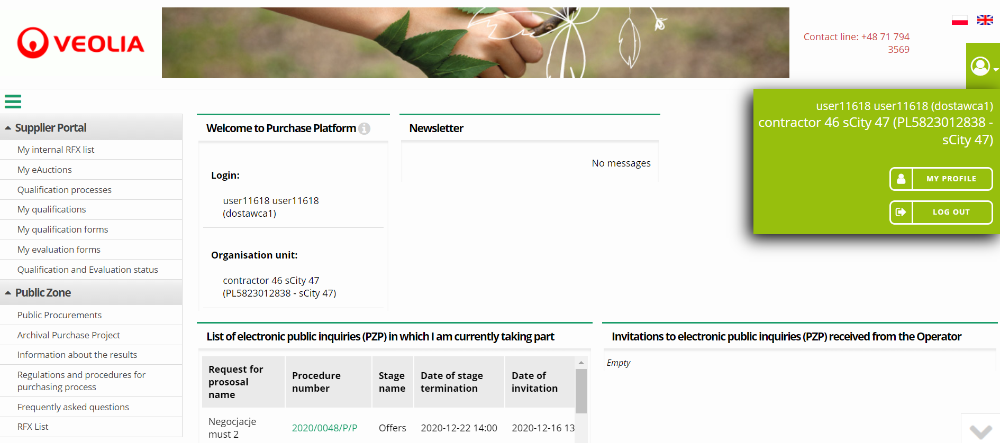 VEOLIA
Contact line: +48 71 794
3569
user11618 user11618 (dostawca1)
contractor 46 sCity 47 (PL5823012838 -
sCity 47)
MY PROFILE
LOG OUT
Supplier Portal
My internal RFX list
My eAuctions
Qualification processes
My qualifications
My qualification forms
My evaluation forms
Qualification and Evaluation status
Public Zone
Public Procurements
Archival Purchase Project
Information about the results
Regulations and procedures for
purchasing process
Frequently asked questions
RFX List
Welcome to Purchase Platform
Login:
user11618 user11618
(dostawca1)
Organisation unit:
contractor 46 sCity 47
(PL5823012838 - sCity 47)
Newsletter
No messages
List of electronic public inquiries (PZP) in which I am currently taking part
Request for
prososal
name
Procedure
number
Stage
name
Date of stage
termination
Date of
invitation
Negocjacje
must 2
2020/0048/P/P
Offers
2020-12-22 14:00
2020-12-16 13
Invitations to electronic public inquiries (PZP) received from the Operator
Empty